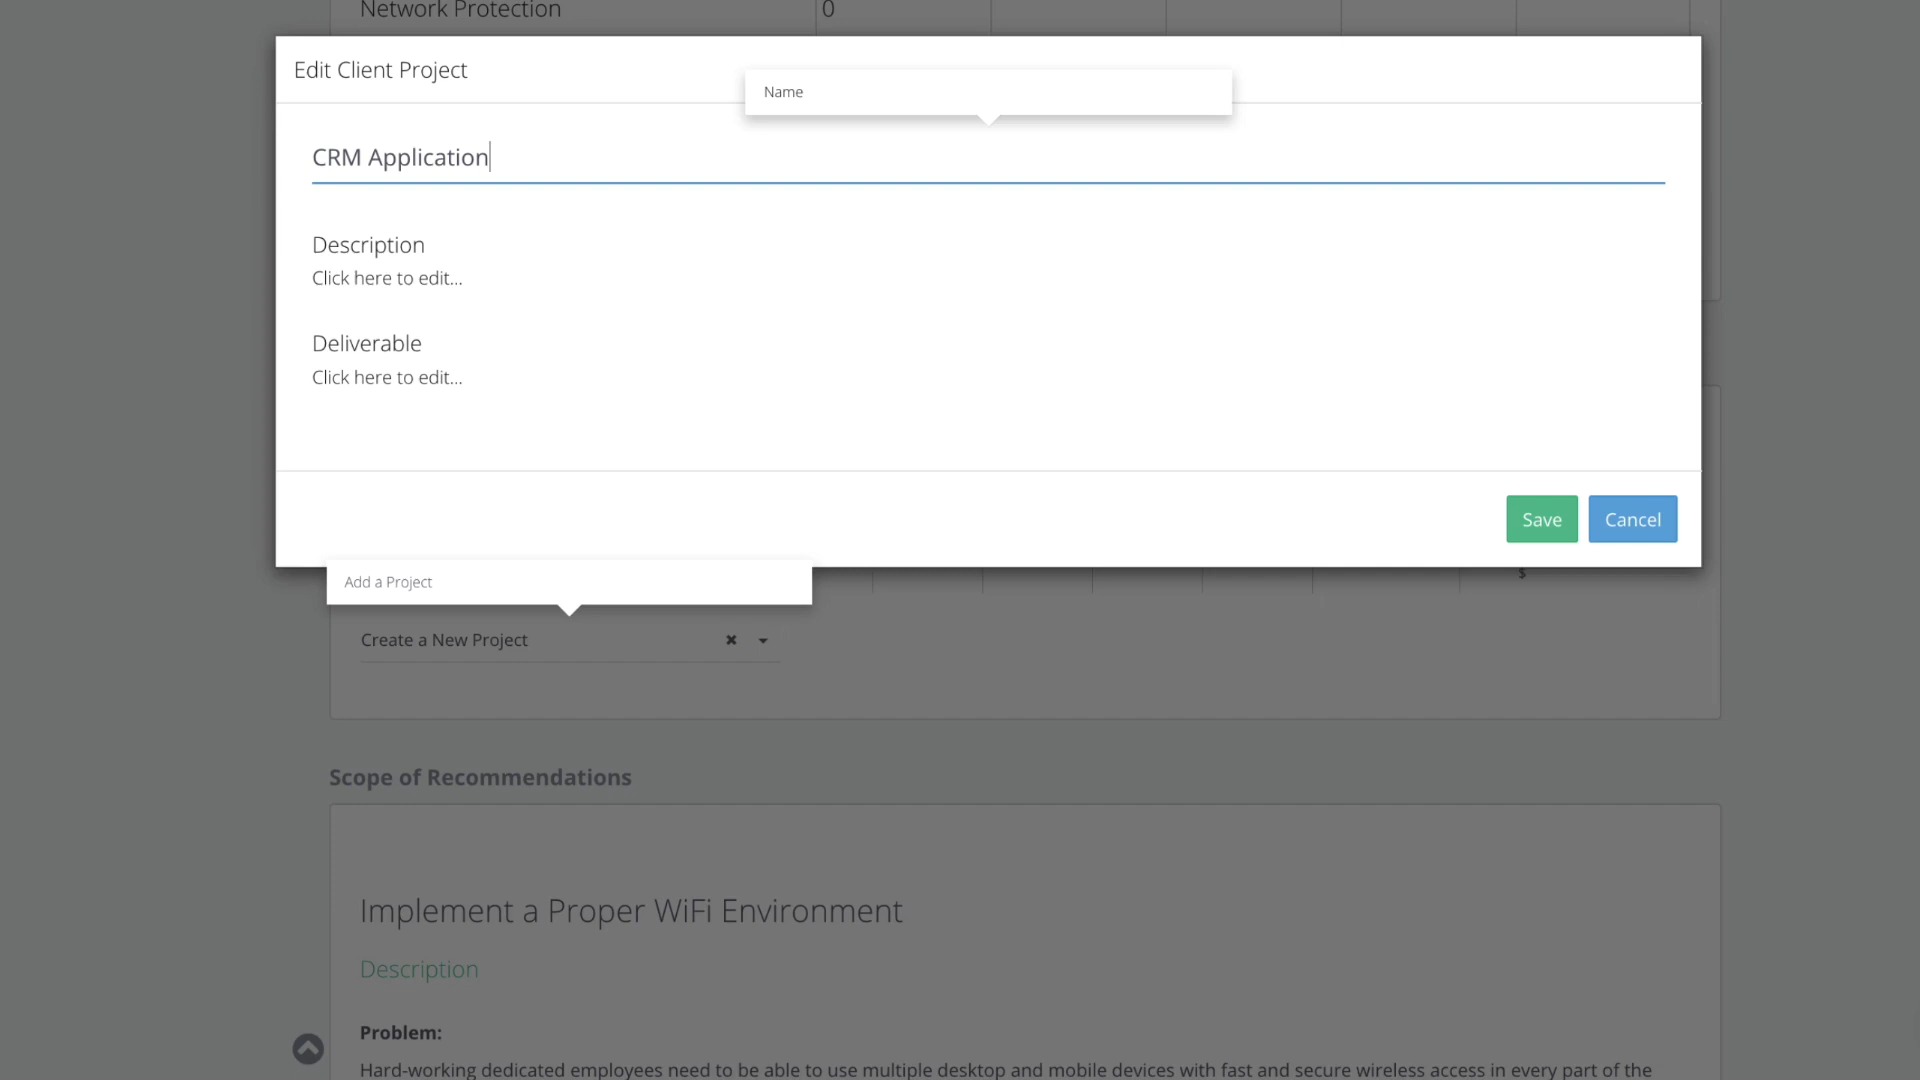 Network Protection 0
Edit Client Project
Name
CRM Application
Description
Click here to edit...
Deliverable
Click here to edit...
Save Cancel
$
Add a Project
Create a New Project
Scope of Recommendations
Implement a Proper WiFi Environment
Description
Problem:
Hard-working dedicated employees need to be able to use multiple desktop and mobile devices with fast and secure wireless access in every part of the